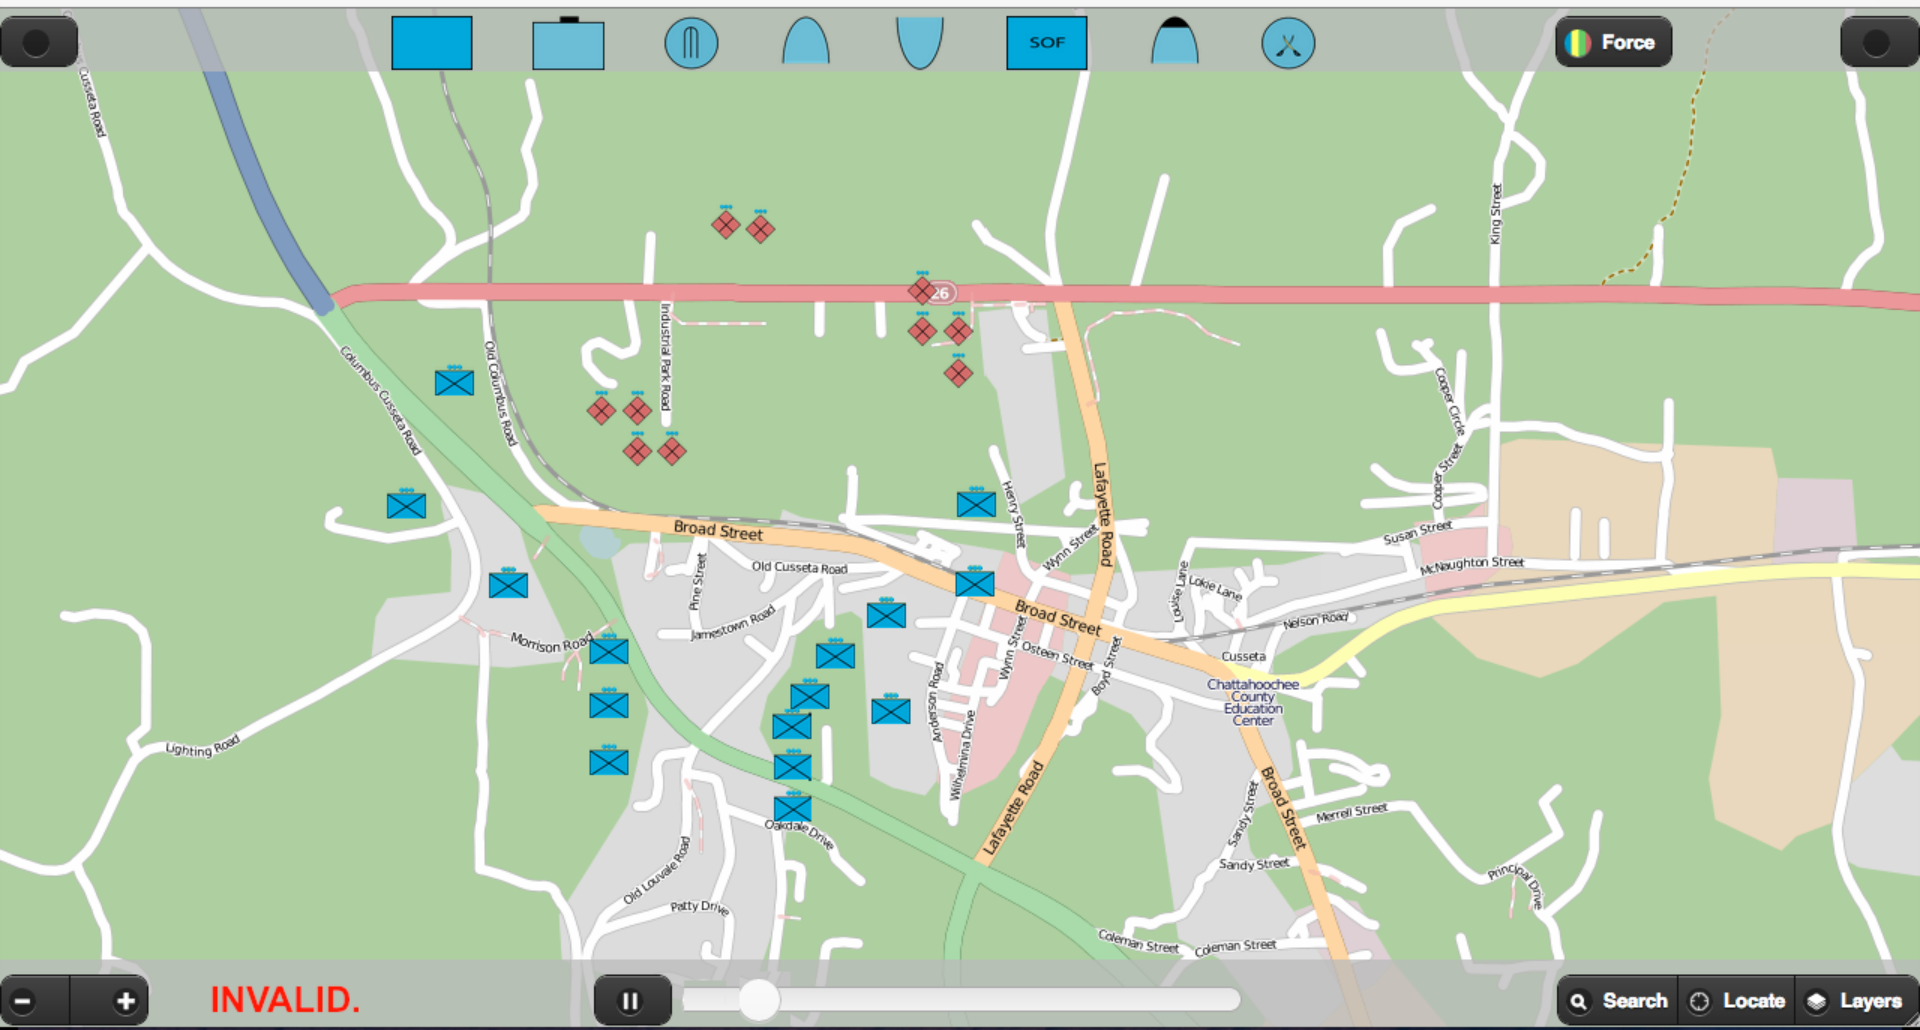 SOF
Force
Cusseta Road
King Street
26
Industrial Park Road
Columbus Cusseta Road
Old Columbus Road
Cooper Circle
Cooper Street
Lafayette Road
Henry Street
Broad Street
Wynn Street
Susan Street
McNaughton Street
Old Cusseta Road
Pine Street
Louise Lane
Lokie Lane
Jamestown Road
Broad Street
Nelson Road
Morrison Road
Wynn Street
Osteen Street
Boyd Street
Cusseta
Chattahoochee
County
Education
Center
Anderson Road
Wilhelmina Drive
Lighting Road
Lafayette Road
Broad Street
Sandy Street
Merrell Street
Oakdale Drive
Old Louvale Road
Sandy Street
Principal Drive
Patty Drive
Coleman Street
Coleman Street
INVALID.
Search
Locate
Layers